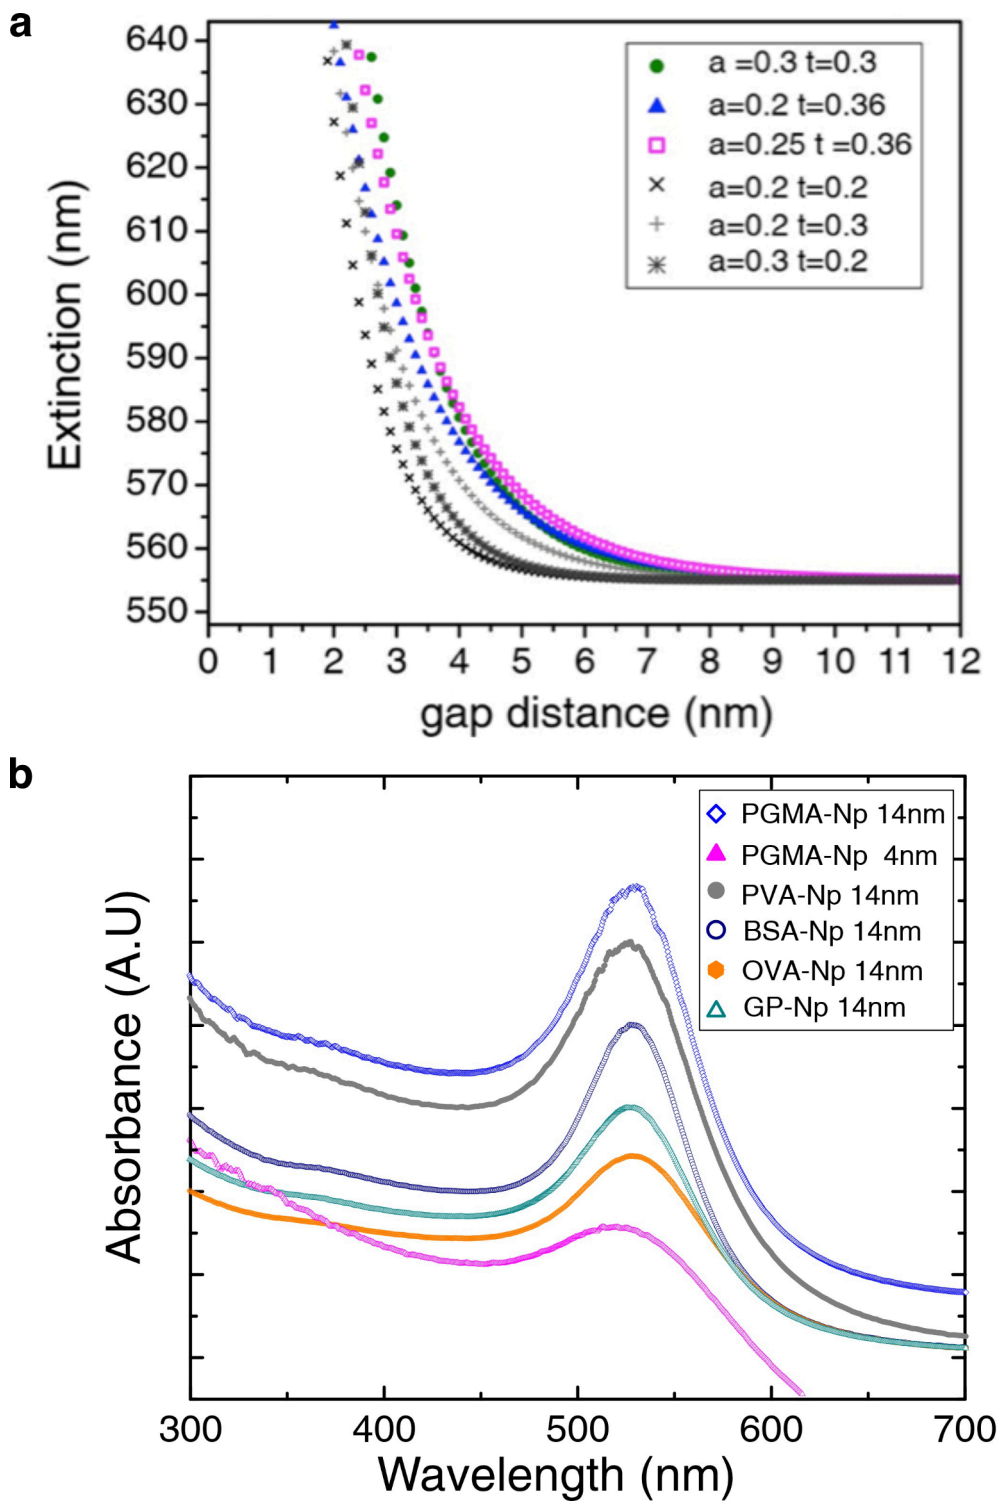 a
640
630
620
610
600
590
580
570
560
550
Extinction (nm)
a =0.3 t=0.3
a=0.2 t=0.36
a=0.25 t =0.36
a=0.2 t=0.2
a=0.2 t=0.3
a=0.3 t=0.2
0 1 2 3 4 5 6 7 8 9 10 11 12
gap distance (nm)
b
Absorbance (A.U)
PGMA-Np 14nm
PGMA-Np 4nm
PVA-Np 14nm
BSA-Np 14nm
OVA-Np 14nm
GP-Np 14nm
300 400 500 600 700
Wavelength (nm)